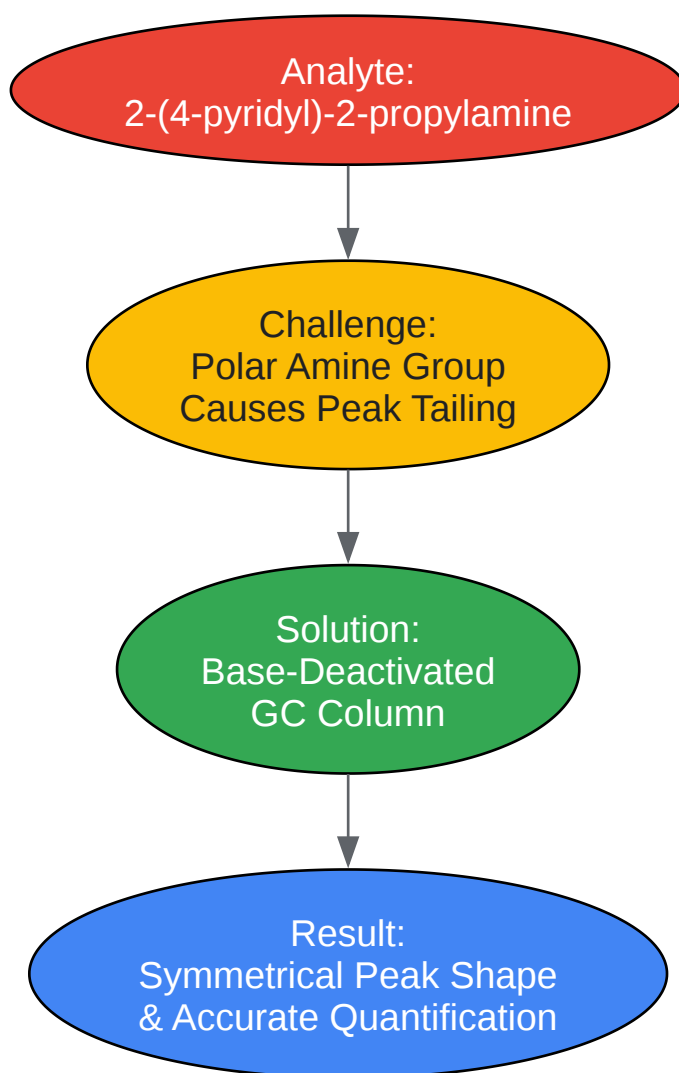 Analyte:
2-(4-pyridyl)-2-propylamine
Challenge:
Polar Amine Group
Causes Peak Tailing
Solution:
Base-Deactivated
GC Column
Result:
Symmetrical Peak Shape
& Accurate Quantification